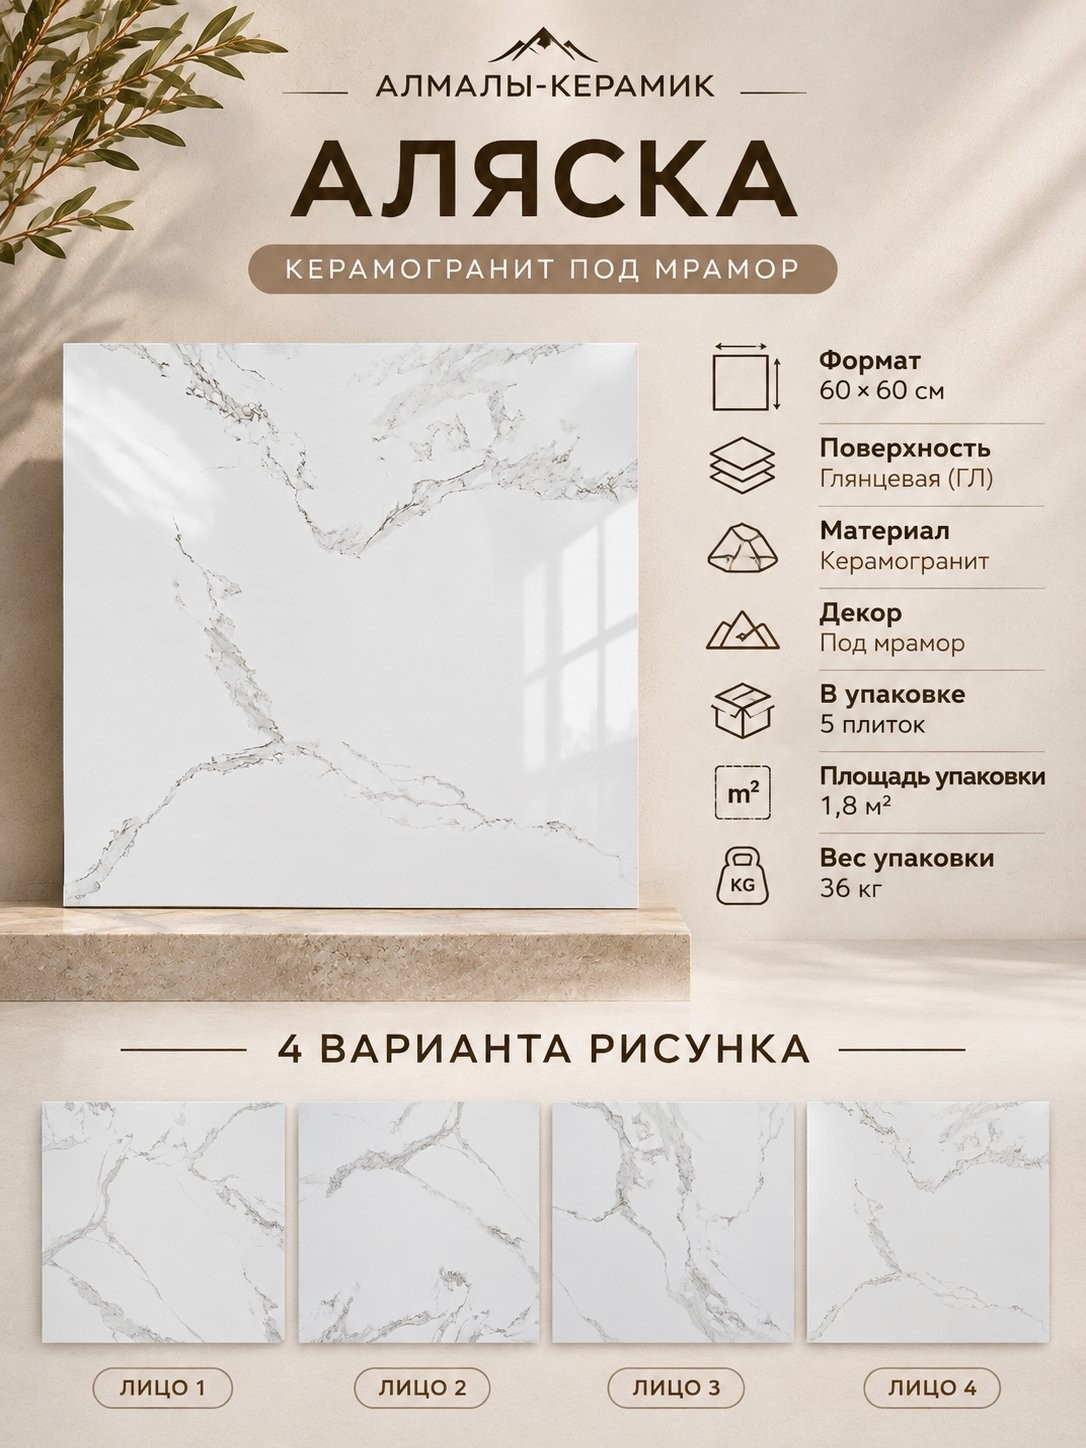 АЛМАЛЫ-КЕРАМИК
АЛЯСКА
КЕРАМОГРАНИТ ПОД МРАМОР
Формат
60 × 60 см
Поверхность
Глянцевая (ГЛ)
Материал
Керамогранит
Декор
Под мрамор
В упаковке
5 плиток
m²
Площадь упаковки
1,8 м²
KG
Вес упаковки
36 кг
4 ВАРИАНТА РИСУНКА
ЛИЦО 1
ЛИЦО 2
ЛИЦО 3
ЛИЦО 4